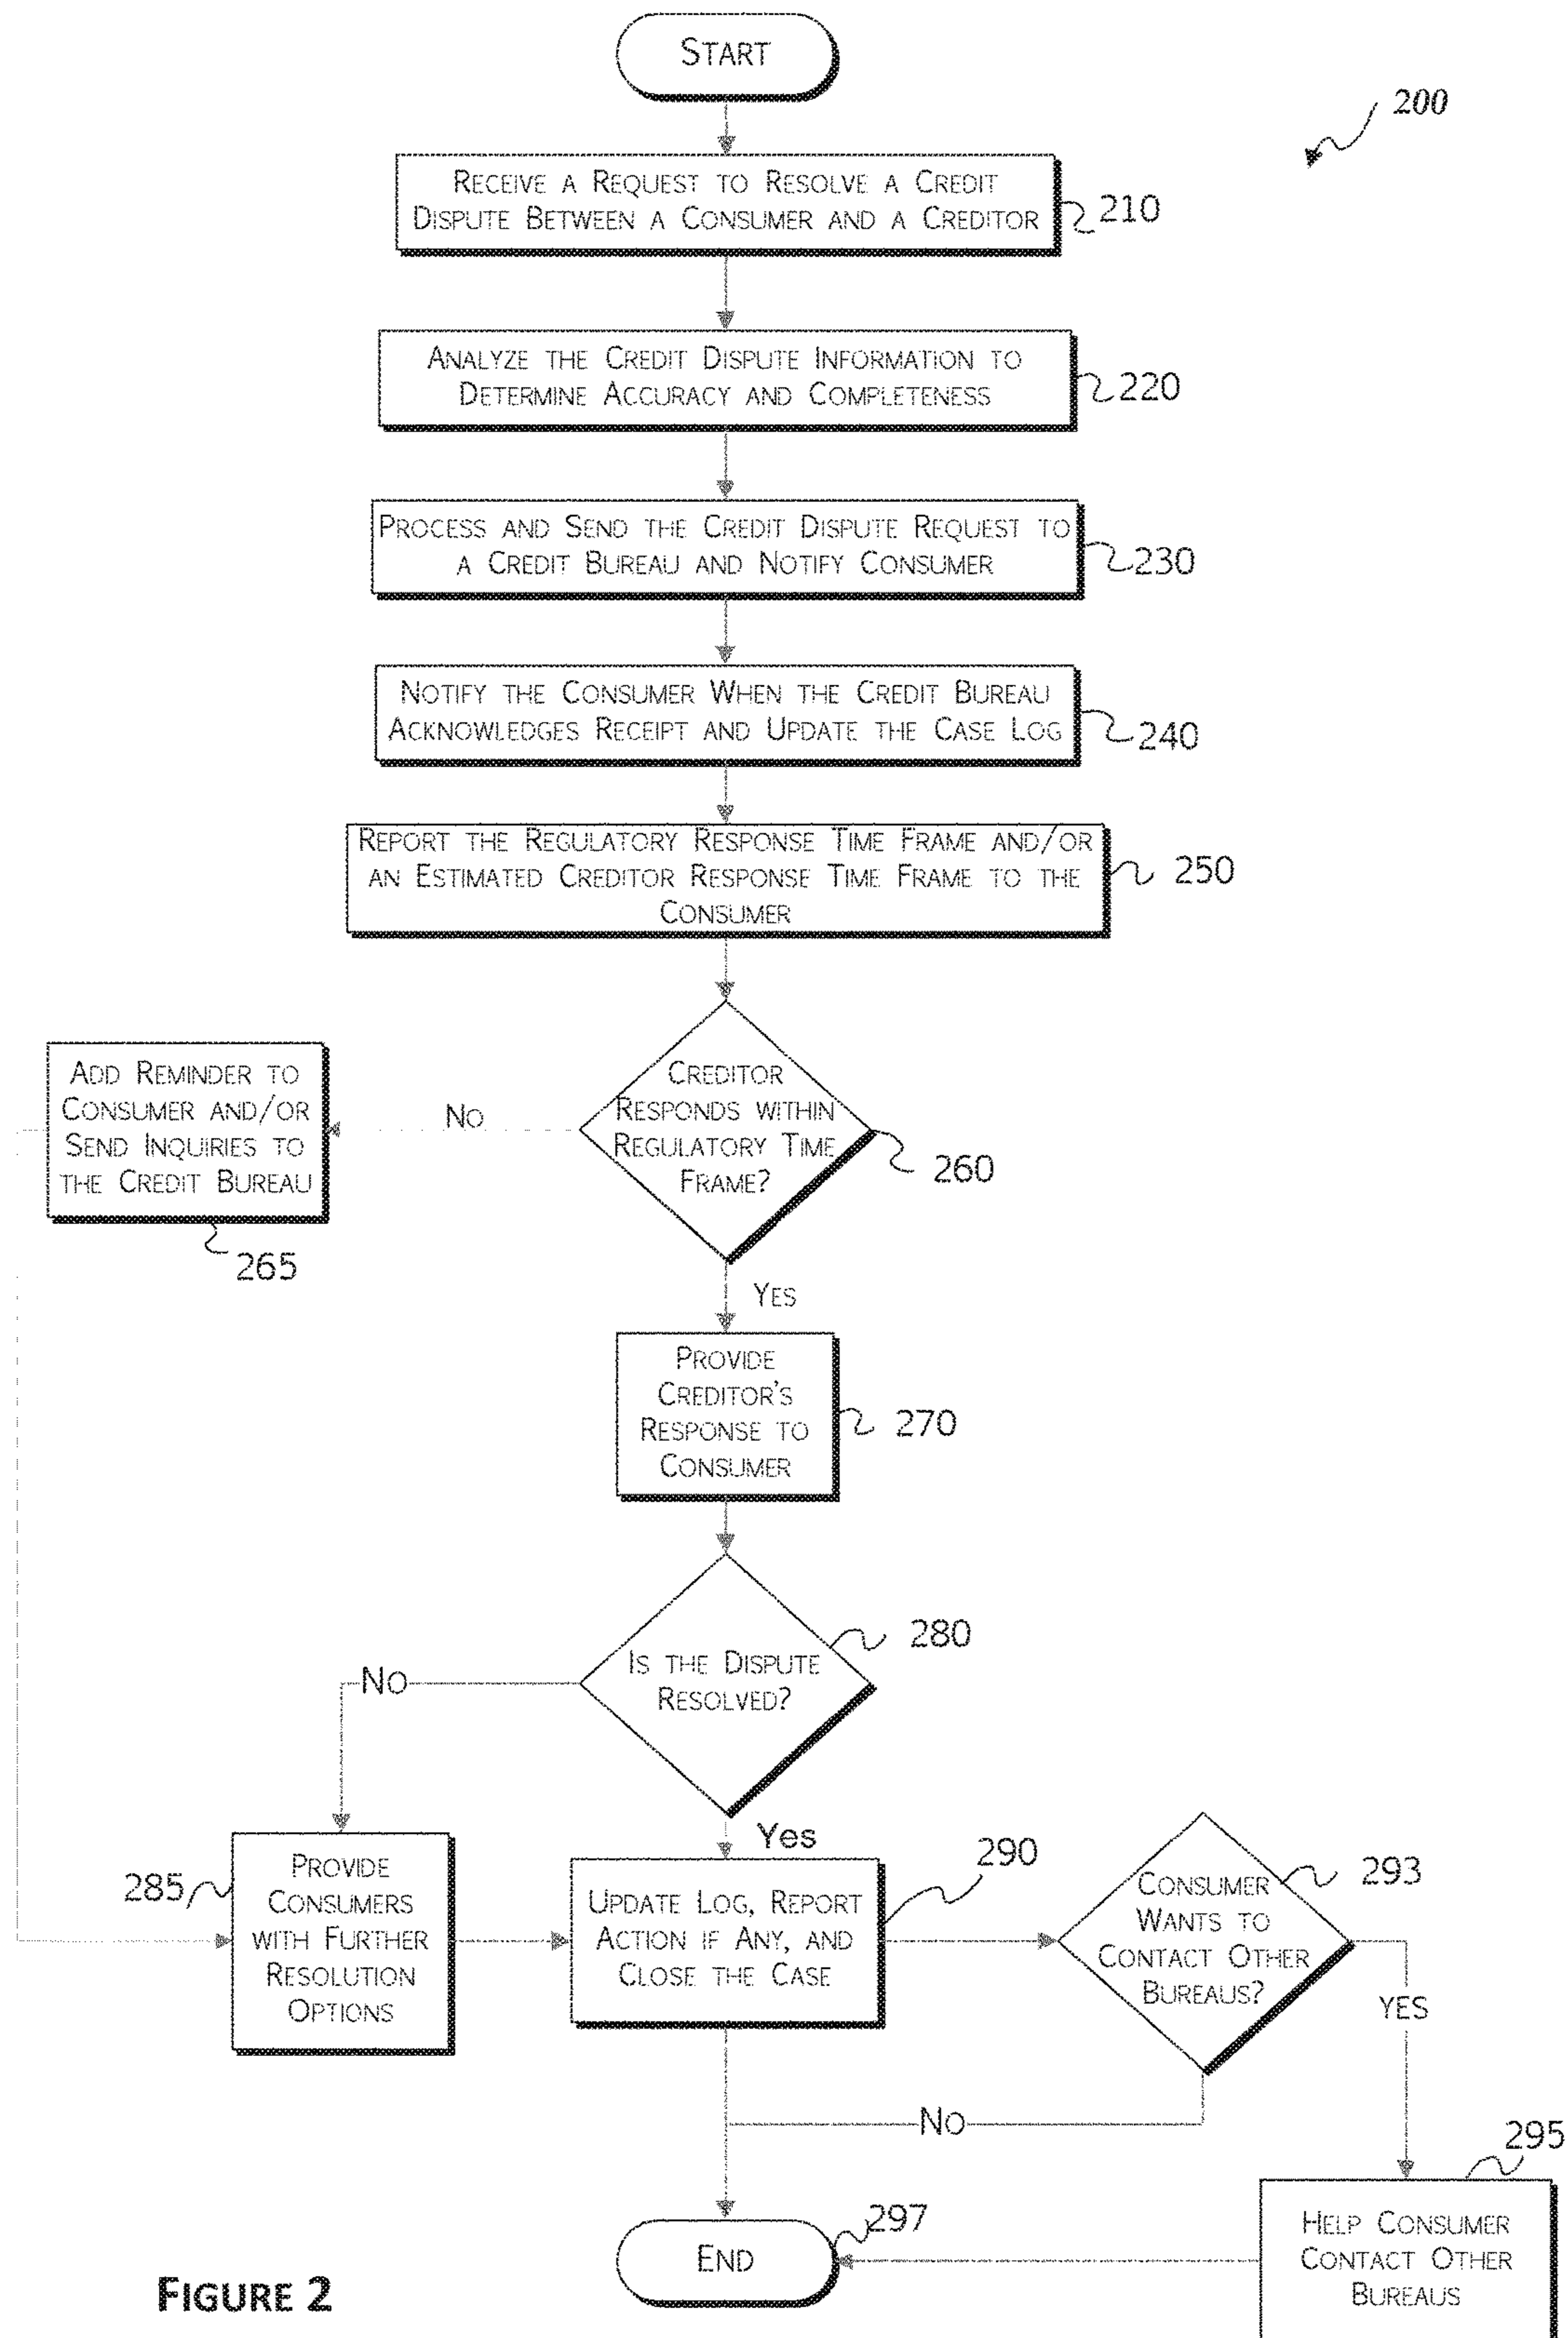 START
200
RECEIVE A REQUEST TO RESOLVE A CREDIT
DISPUTE BETWEEN A CONSUMER AND A CREDITOR
210
ANALYZE THE CREDIT DISPUTE INFORMATION TO
DETERMINE ACCURACY AND COMPLETENESS
220
PROCESS AND SEND THE CREDIT DISPUTE REQUEST TO
A CREDIT BUREAU AND NOTIFY CONSUMER
230
NOTIFY THE CONSUMER WHEN THE CREDIT BUREAU
ACKNOWLEDGES RECEIPT AND UPDATE THE CASE LOG
240
REPORT THE REGULATORY RESPONSE TIME FRAME AND/OR
AN ESTIMATED CREDITOR RESPONSE TIME FRAME TO THE
CONSUMER
250
CREDITOR
RESPONDS WITHIN
REGULATORY TIME
FRAME?
260
NO
ADD REMINDER TO
CONSUMER AND/OR
SEND INQUIRIES TO
THE CREDIT BUREAU
265
YES
PROVIDE
CREDITOR'S
RESPONSE TO
CONSUMER
270
IS THE DISPUTE
RESOLVED?
280
NO
Yes
PROVIDE
CONSUMERS
WITH FURTHER
RESOLUTION
OPTIONS
285
UPDATE LOG, REPORT
ACTION IF ANY, AND
CLOSE THE CASE
290
CONSUMER
WANTS TO
CONTACT OTHER
BUREAUS?
293
YES
NO
HELP CONSUMER
CONTACT OTHER
BUREAUS
295
END
297
FIGURE 2